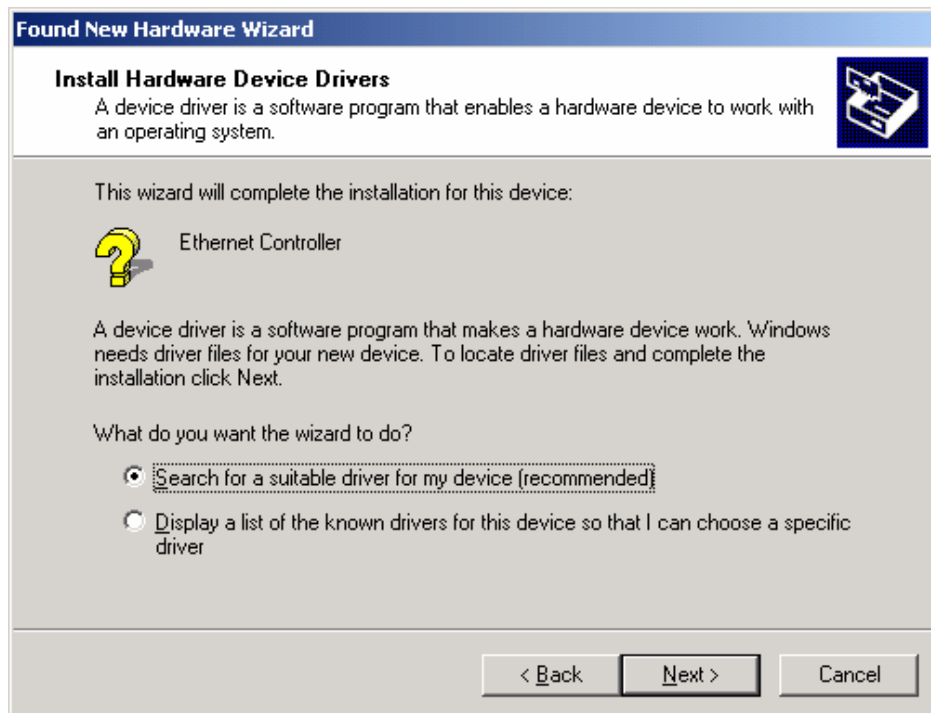 Found New Hardware Wizard
Install Hardware Device Drivers
A device driver is a software program that enables a hardware device to work with
an operating system.
This wizard will complete the installation for this device:
Ethernet Controller
A device driver is a software program that makes a hardware device work. Windows
needs driver files for your new device. To locate driver files and complete the
installation click Next.
What do you want the wizard to do?
Search for a suitable driver for my device (recommended)
Display a list of the known drivers for this device so that I can choose a specific
driver
< Back Next > Cancel